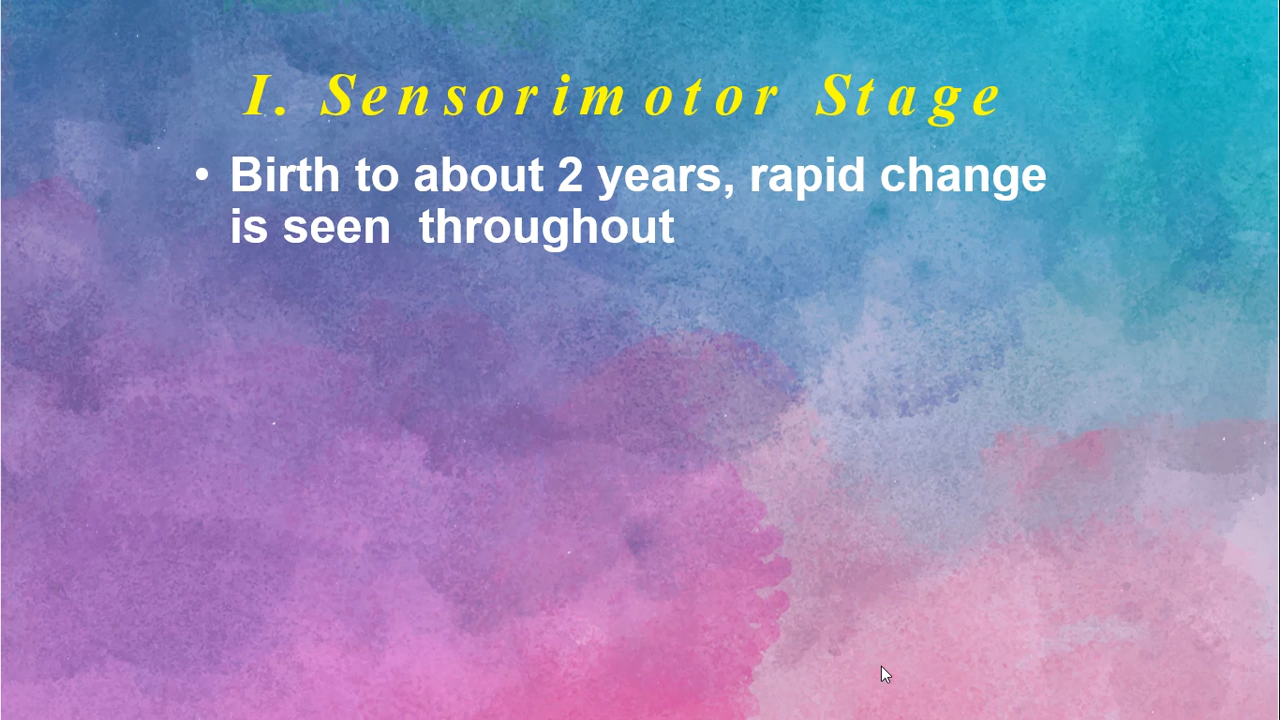 I. Sensorimotor Stage
• Birth to about 2 years, rapid change
is seen  throughout